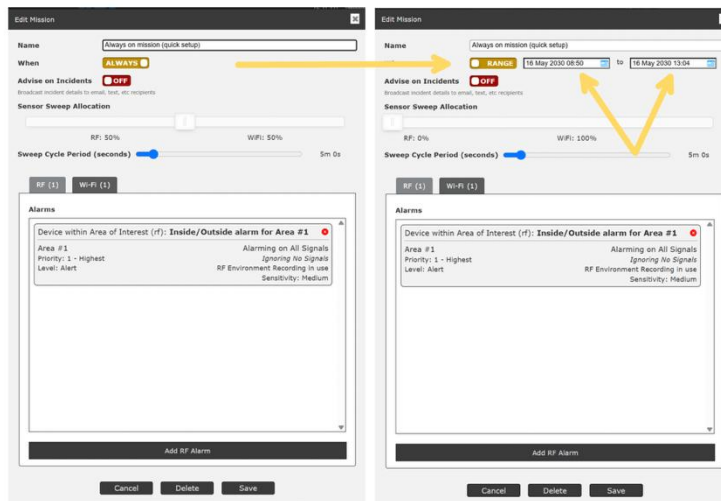 Edit Mission
Name Always on mission (quick setup)
When ALWAYS
Advise on Incidents OFF
Broadcast incident details to email, text, etc recipients
Sensor Sweep Allocation
RF: 50% WiFi: 50%
Sweep Cycle Period (seconds) 5m 0s
RF (1) Wi-Fi (1)
Alarms
Device within Area of Interest (rf): Inside/Outside alarm for Area #1
Area #1 Alarming on All Signals
Priority: 1 - Highest Ignoring No Signals
Level: Alert RF Environment Recording in use
Sensitivity: Medium
Add RF Alarm
Cancel Delete Save
Edit Mission
Name Always on mission (quick setup)
RANGE 16 May 2030 08:50 to 16 May 2030 13:04
Advise on Incidents OFF
Broadcast incident details to email, text, etc recipients
Sensor Sweep Allocation
RF: 0% WiFi: 100%
Sweep Cycle Period (seconds) 5m 0s
RF (1) Wi-Fi (1)
Alarms
Device within Area of Interest (rf): Inside/Outside alarm for Area #1
Area #1 Alarming on All Signals
Priority: 1 - Highest Ignoring No Signals
Level: Alert RF Environment Recording in use
Sensitivity: Medium
Add RF Alarm
Cancel Delete Save